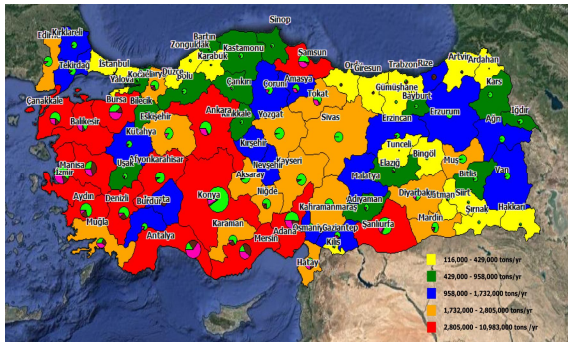 Sinop
Bartın
Kırklareli
Zonguldak
Kastamonu
Tekirdağ
İstanbul
Karabuk
Samsun
Artvin
Ardahan
Trabzon
Rize
Giresun
Yalova
Kocaeli
Düzce
Bolu
Çankırı
Çorum
Amasya
Tokat
Gümüşhane
Bayburt
Kars
Çanakkale
Bursa
Bilecik
Ankara
Kırıkkale
Balıkesir
Eskişehir
Yozgat
Sivas
Erzincan
Erzurum
Iğdır
Ağrı
Kütahya
Kırşehir
Tunceli
Bingöl
Muş
Manisa
İzmir
Uşak
Afyonkarahisar
Nevşehir
Kayseri
Aksaray
Malatya
Elazığ
Bitlis
Van
Aydın
Denizli
Konya
Niğde
Kahramanmaraş
Adıyaman
Diyarbakır
Batman
Siirt
Şırnak
Hakkari
Muğla
Burdur
Antalya
Karaman
Mersin
Adana
Osmaniye
Gaziantep
Kilis
Şanlıurfa
Mardin
Hatay
116,000 - 429,000 tons/yr
429,000 - 958,000 tons/yr
958,000 - 1,732,000 tons/yr
1,732,000 - 2,805,000 tons/yr
2,805,000 - 10,983,000 tons /yr